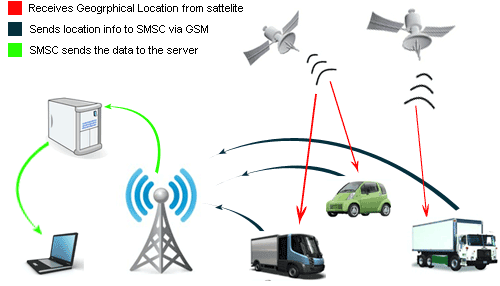 Receives Geogrphical Location from sattelite
Sends location info to SMSC via GSM
SMSC sends the data to the server